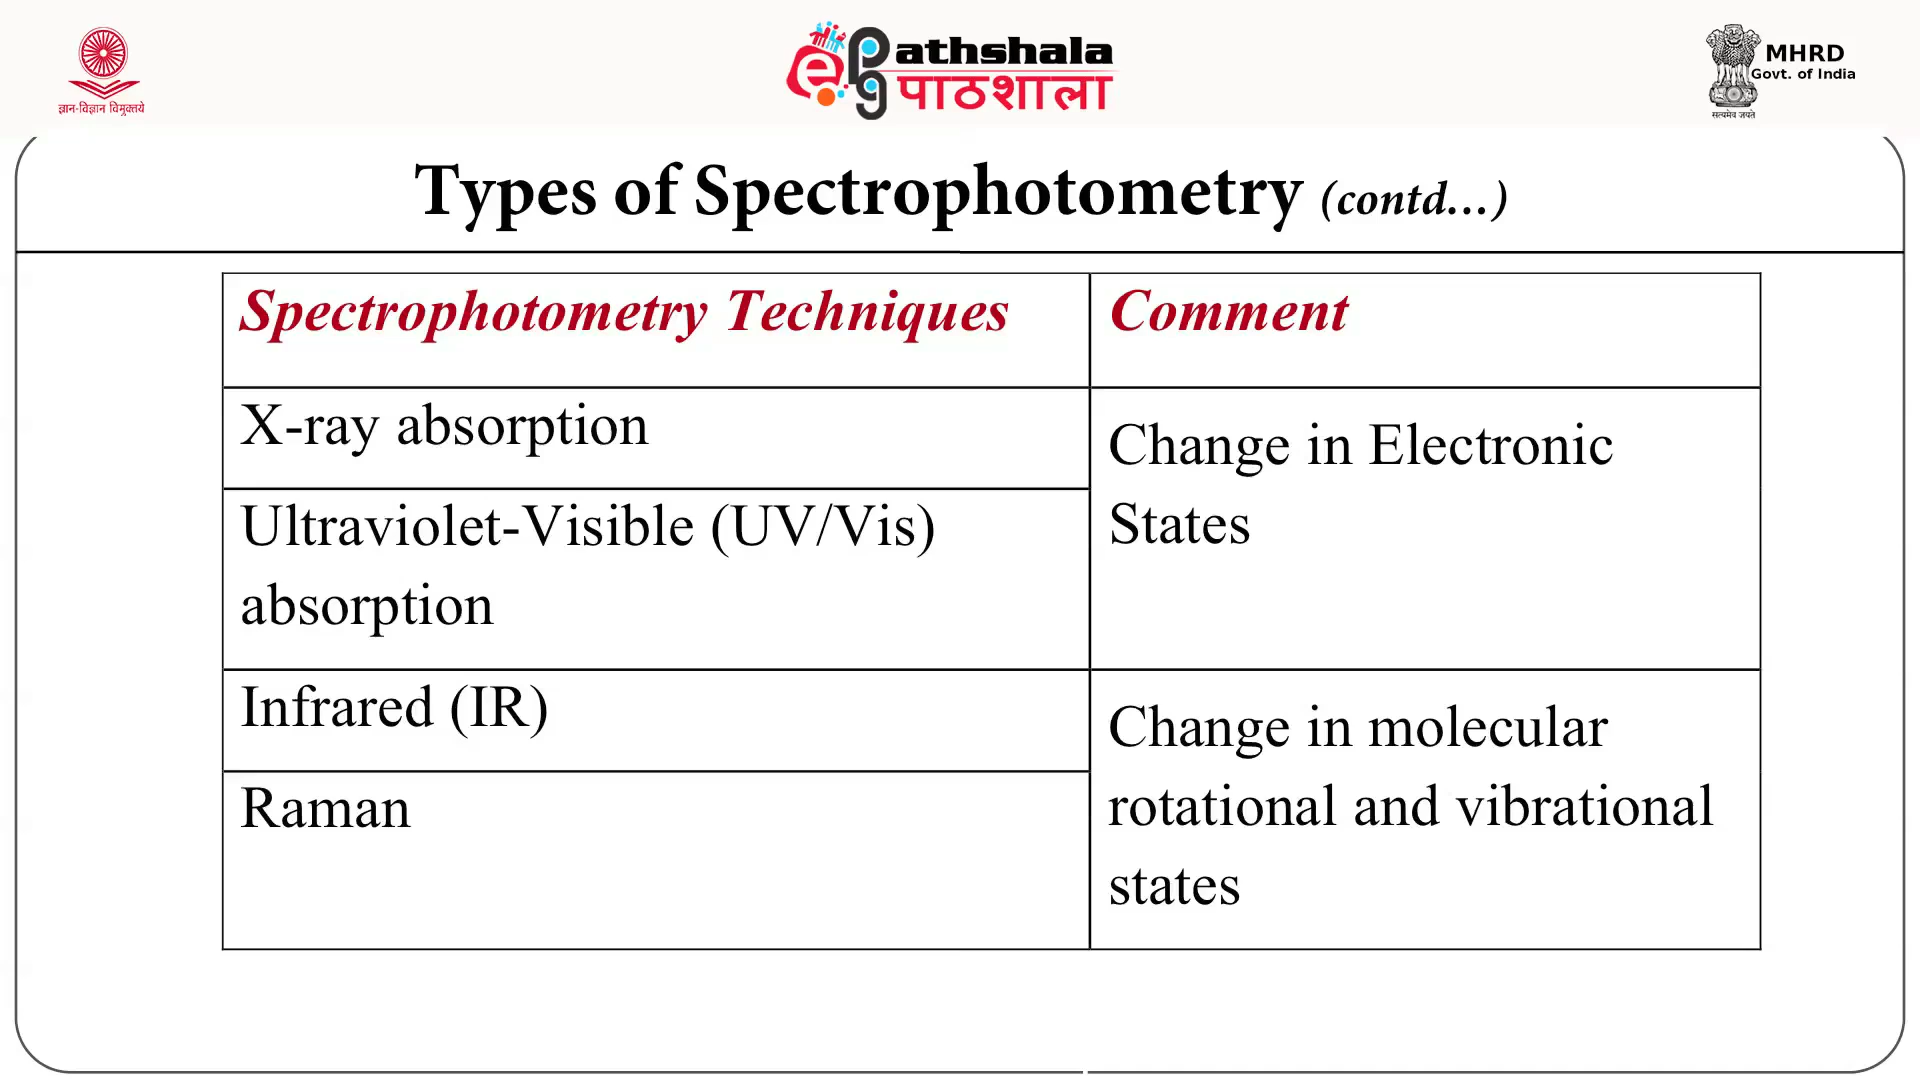 ज्ञान-विज्ञान विमुक्तये
e Pg athshala
पाठशाला
MHRD
Govt. of India
सत्यमेव जयते
Types of Spectrophotometry (contd...)
Spectrophotometry Techniques
Comment
X-ray absorption
Change in Electronic
States
Ultraviolet-Visible (UV/Vis)
absorption
Infrared (IR)
Change in molecular
rotational and vibrational
states
Raman